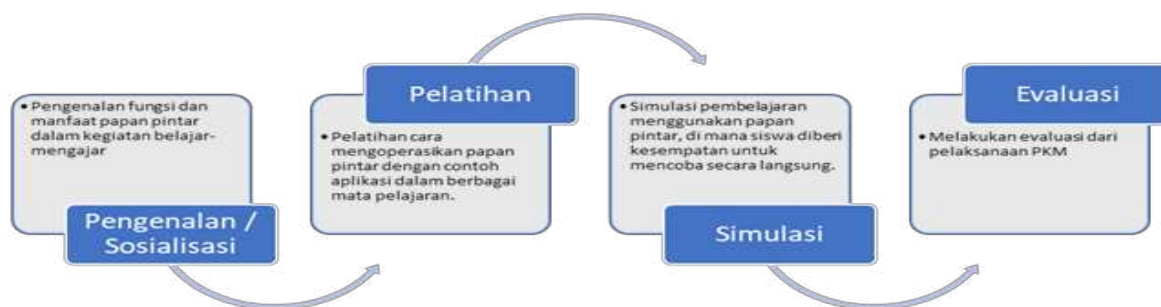 • Pengenalan fungsi dan
manfaat papan pintar
dalam kegiatan belajar-
mengajar
Pengenalan /
Sosialisasi
Pelatihan
• Pelatihan cara
mengoperasikan papan
pintar dengan contoh
aplikasi dalam berbagai
mata pelajaran.
• Simulasi pembelajaran
menggunakan papan
pintar, di mana siswa diberi
kesempatan untuk
mencoba secara langsung.
Simulasi
Evaluasi
• Melakukan evaluasi dari
pelaksanaan PKM